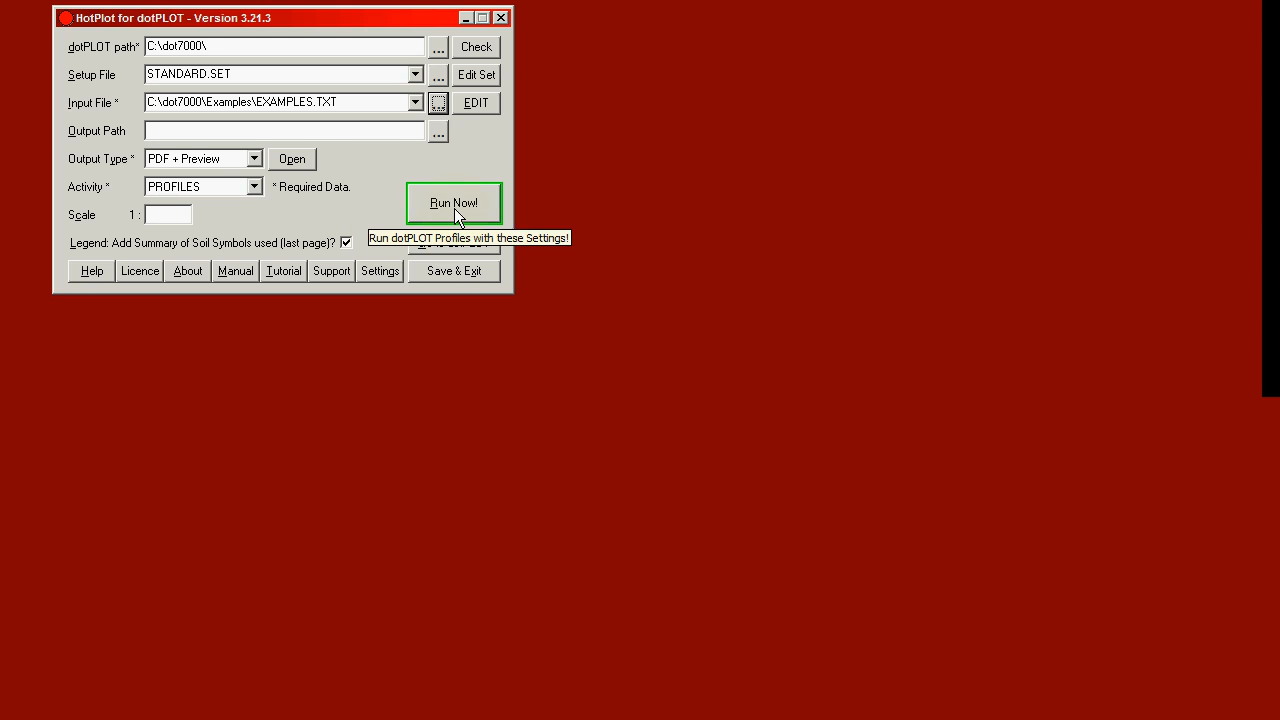 HotPlot for dotPLOT - Version 3.21.3
dotPLOT path* C:\dot7000\ ... Check
Setup File STANDARD.SET ... Edit Set
Input File * C:\dot7000\Examples\EXAMPLES.TXT ... EDIT
Output Path ...
Output Type * PDF + Preview Open
Activity * PROFILES * Required Data.
Run Now!
Scale 1 :
Run dotPLOT Profiles with these Settings!
Legend: Add Summary of Soil Symbols used (last page)?
Help Licence About Manual Tutorial Support Settings Save & Exit